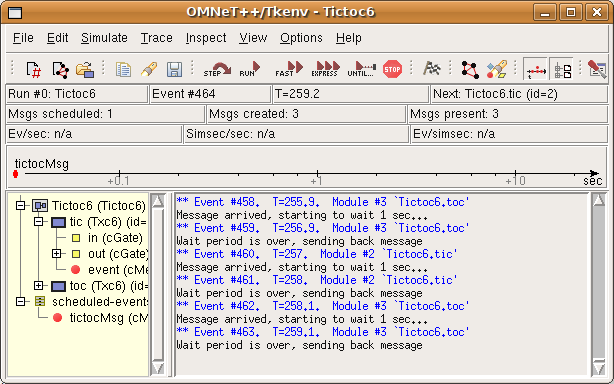 OMNeT++/Tkenv - Tictoc6
File Edit Simulate Trace Inspect View Options Help
STEP RUN FAST EXPRESS UNTIL... STOP
Run #0: Tictoc6 Event #464 T=259.2 Next: Tictoc6.tic (id=2)
Msgs scheduled: 1 Msgs created: 3 Msgs present: 3
Ev/sec: n/a Simsec/sec: n/a Ev/simsec: n/a
tictocMsg
+0.1 +1 +10 sec
Tictoc6 (Tictoc6)
tic (Txc6) (id=
in (cGate)
out (cGate)
event (cMe
toc (Txc6) (id=
scheduled-event
tictocMsg (cM
** Event #458. T=255.9. Module #3 `Tictoc6.toc'
Message arrived, starting to wait 1 sec...
** Event #459. T=256.9. Module #3 `Tictoc6.toc'
Wait period is over, sending back message
** Event #460. T=257. Module #2 `Tictoc6.tic'
Message arrived, starting to wait 1 sec...
** Event #461. T=258. Module #2 `Tictoc6.tic'
Wait period is over, sending back message
** Event #462. T=258.1. Module #3 `Tictoc6.toc'
Message arrived, starting to wait 1 sec...
** Event #463. T=259.1. Module #3 `Tictoc6.toc'
Wait period is over, sending back message